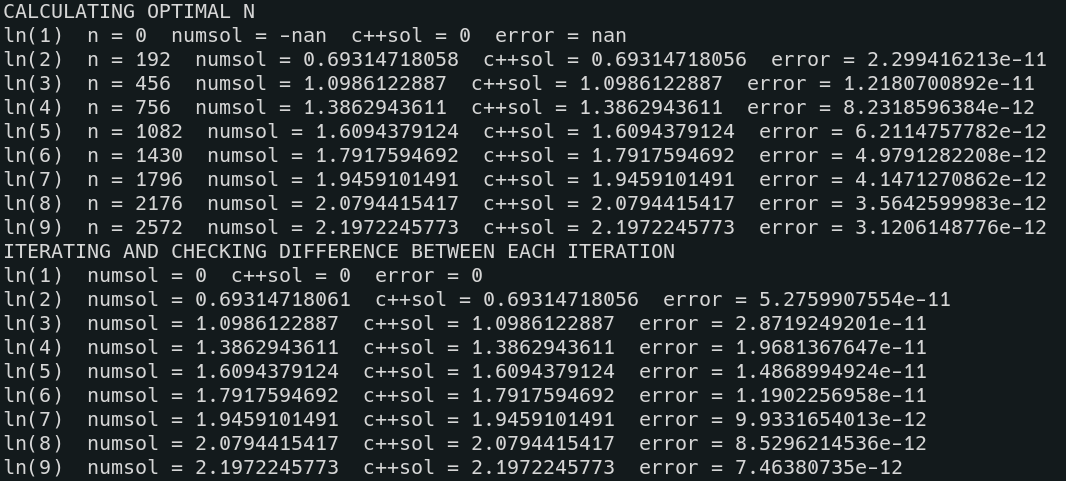 CALCULATING OPTIMAL N
ln(1)  n = 0  numsol = -nan  c++sol = 0  error = nan
ln(2)  n = 192  numsol = 0.69314718058  c++sol = 0.69314718056  error = 2.299416213e-11
ln(3)  n = 456  numsol = 1.0986122887  c++sol = 1.0986122887  error = 1.2180700892e-11
ln(4)  n = 756  numsol = 1.3862943611  c++sol = 1.3862943611  error = 8.2318596384e-12
ln(5)  n = 1082  numsol = 1.6094379124  c++sol = 1.6094379124  error = 6.2114757782e-12
ln(6)  n = 1430  numsol = 1.7917594692  c++sol = 1.7917594692  error = 4.9791282208e-12
ln(7)  n = 1796  numsol = 1.9459101491  c++sol = 1.9459101491  error = 4.1471270862e-12
ln(8)  n = 2176  numsol = 2.0794415417  c++sol = 2.0794415417  error = 3.5642599983e-12
ln(9)  n = 2572  numsol = 2.1972245773  c++sol = 2.1972245773  error = 3.1206148776e-12
ITERATING AND CHECKING DIFFERENCE BETWEEN EACH ITERATION
ln(1)  numsol = 0  c++sol = 0  error = 0
ln(2)  numsol = 0.69314718061  c++sol = 0.69314718056  error = 5.2759907554e-11
ln(3)  numsol = 1.0986122887  c++sol = 1.0986122887  error = 2.8719249201e-11
ln(4)  numsol = 1.3862943611  c++sol = 1.3862943611  error = 1.9681367647e-11
ln(5)  numsol = 1.6094379124  c++sol = 1.6094379124  error = 1.4868994924e-11
ln(6)  numsol = 1.7917594692  c++sol = 1.7917594692  error = 1.1902256958e-11
ln(7)  numsol = 1.9459101491  c++sol = 1.9459101491  error = 9.9331654013e-12
ln(8)  numsol = 2.0794415417  c++sol = 2.0794415417  error = 8.5296214536e-12
ln(9)  numsol = 2.1972245773  c++sol = 2.1972245773  error = 7.46380735e-12